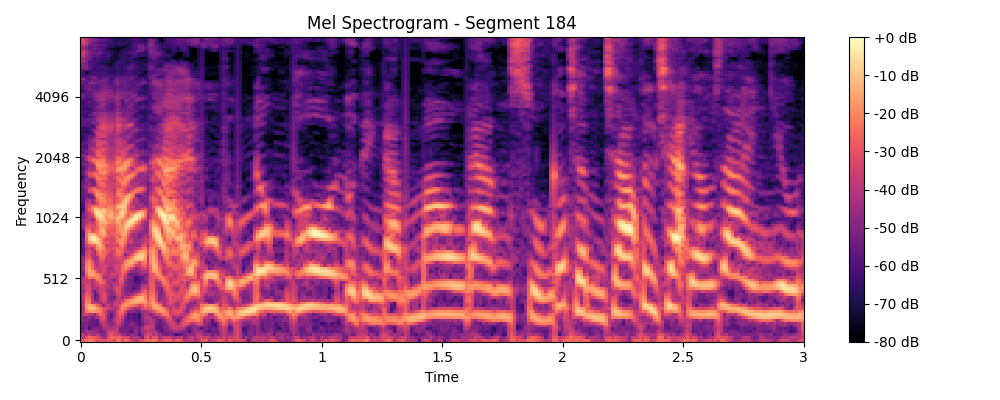 Mel Spectrogram - Segment 184
+0 dB
-10 dB
-20 dB
-30 dB
-40 dB
-50 dB
-60 dB
-70 dB
-80 dB
Frequency
4096
2048
1024
512
0
0
0.5
1
1.5
2
2.5
3
Time